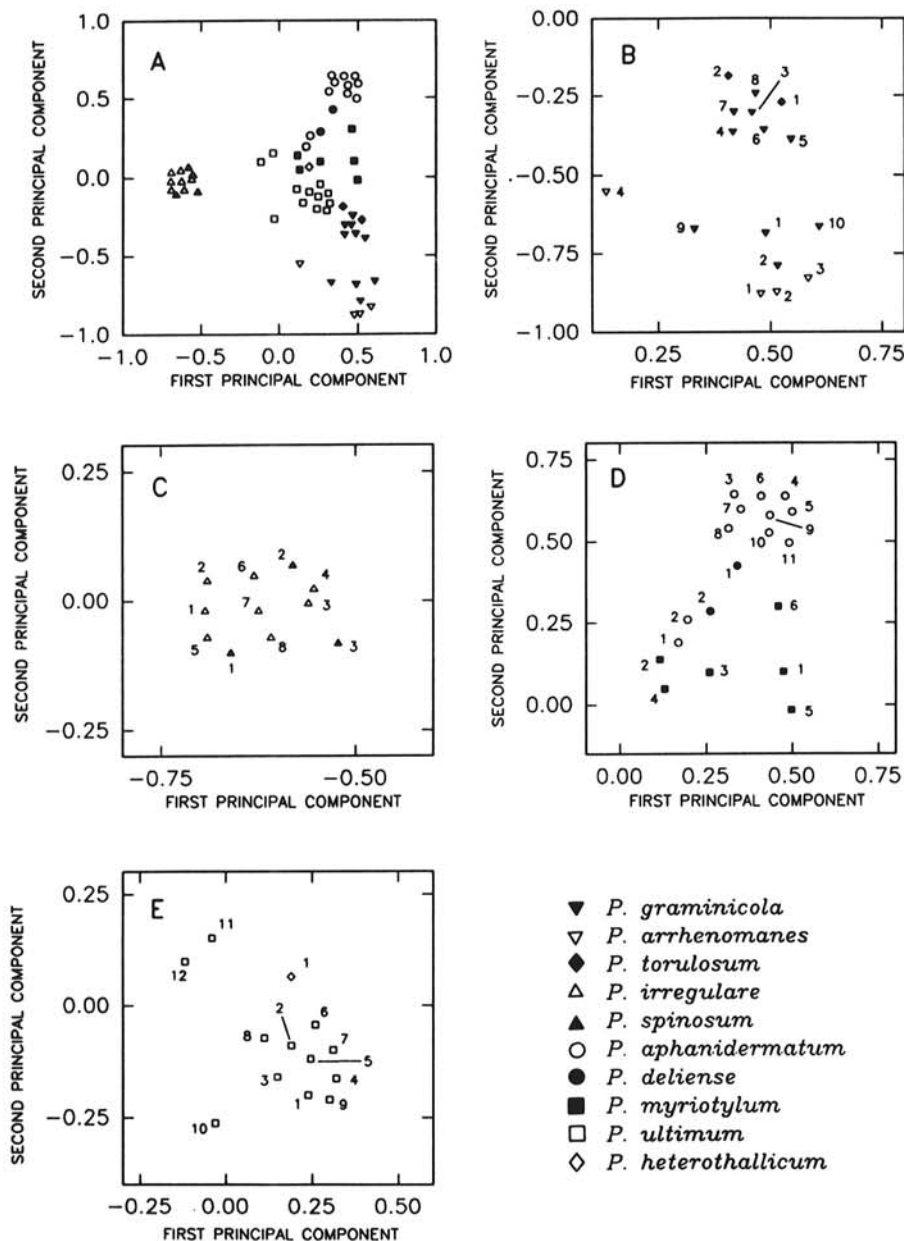 A
SECOND PRINCIPAL COMPONENT
1.0
0.5
0.0
−0.5
−1.0
−1.0 −0.5 0.0 0.5 1.0
FIRST PRINCIPAL COMPONENT
B
SECOND PRINCIPAL COMPONENT
−0.00
−0.25
−0.50
−0.75
−1.00
2 8 3
7 1
4 6 5
4
9 1 10
2 3
1 2
0.25 0.50 0.75
FIRST PRINCIPAL COMPONENT
C
SECOND PRINCIPAL COMPONENT
0.25
0.00
−0.25
2 6 2 4
1 7 3
5 1 8 3
−0.75 −0.50
FIRST PRINCIPAL COMPONENT
D
SECOND PRINCIPAL COMPONENT
0.75
0.50
0.25
0.00
3 6 4
7 5
8 10 9
11
1
2 6
2
1
2 3 1
4 5
0.00 0.25 0.50 0.75
FIRST PRINCIPAL COMPONENT
E
SECOND PRINCIPAL COMPONENT
0.25
0.00
−0.25
11
12 1
2 6
8 7
5
3 4
1 9
10
−0.25 0.00 0.25 0.50
FIRST PRINCIPAL COMPONENT
P. graminicola
P. arrhenomanes
P. torulosum
P. irregulare
P. spinosum
P. aphanidermatum
P. deliense
P. myriotylum
P. ultimum
P. heterothallicum